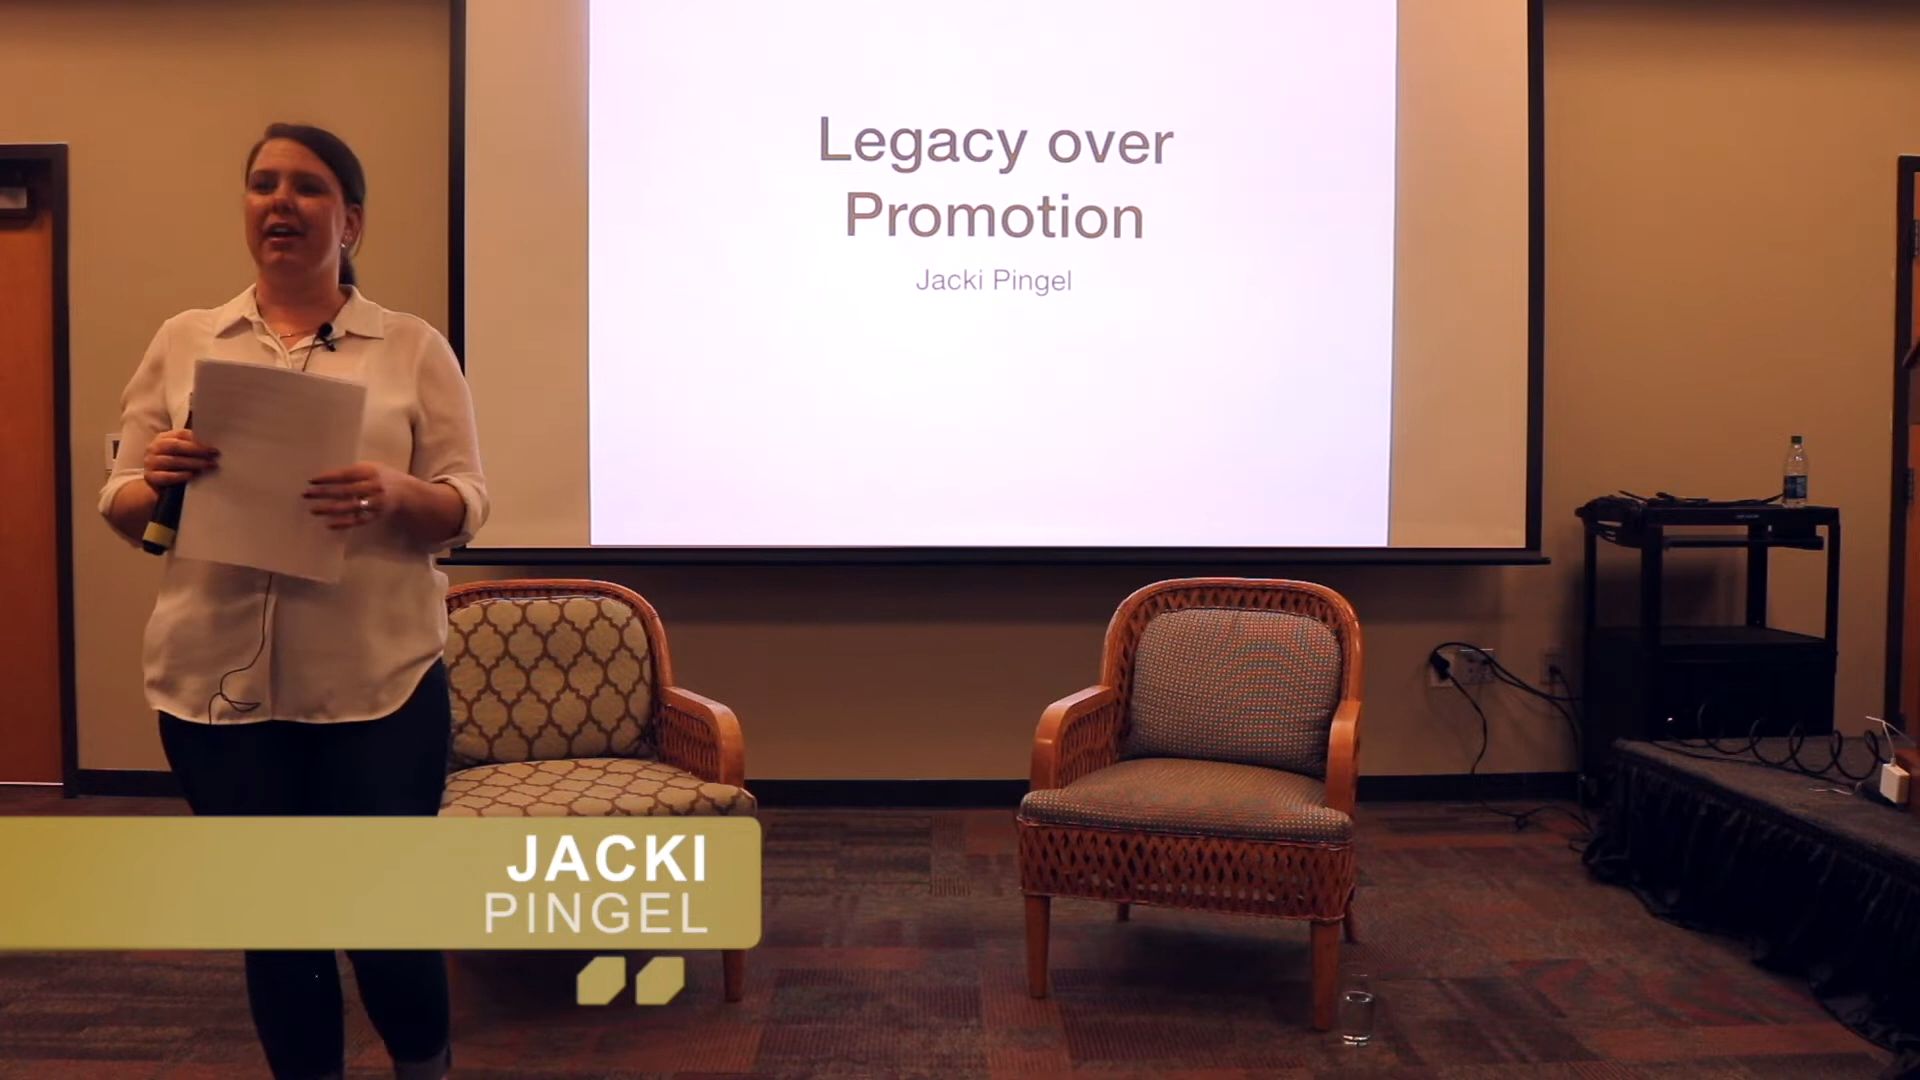 Legacy over
Promotion
Jacki Pingel
JACKI
PINGEL